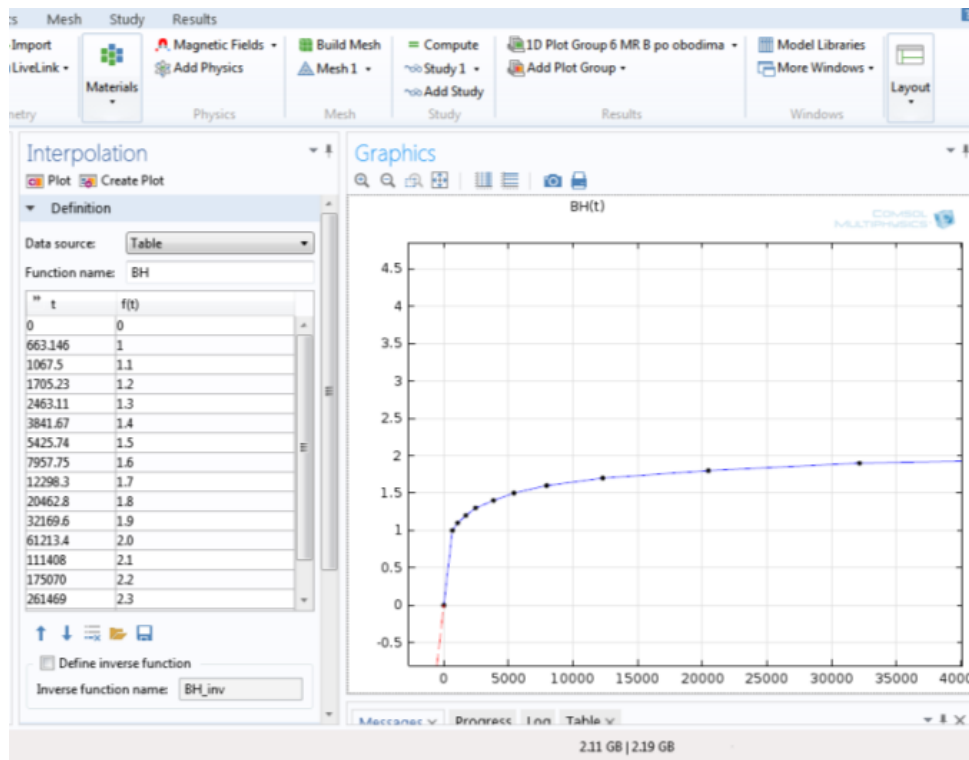 Mesh Study Results
Import
LiveLink
Materials
Magnetic Fields
Add Physics
Physics
Build Mesh
Mesh 1
Mesh
= Compute
Study 1
Add Study
Study
1D Plot Group 6 MR B po obodima
Add Plot Group
Results
Model Libraries
More Windows
Windows
Layout
Interpolation
Plot Create Plot
Definition
Data source: Table
Function name: BH
t f(t)
0 0
663.146 1
1067.5 1.1
1705.23 1.2
2463.11 1.3
3841.67 1.4
5425.74 1.5
7957.75 1.6
12298.3 1.7
20462.8 1.8
32169.6 1.9
61213.4 2.0
111408 2.1
175070 2.2
261469 2.3
Define inverse function
Inverse function name: BH_inv
Graphics
BH(t)
COMSOL
MULTIPHYSICS
4.5
4
3.5
3
2.5
2
1.5
1
0.5
0
-0.5
0 5000 10000 15000 20000 25000 30000 35000 4000
Messages Progress Log Table
2.11 GB | 2.19 GB